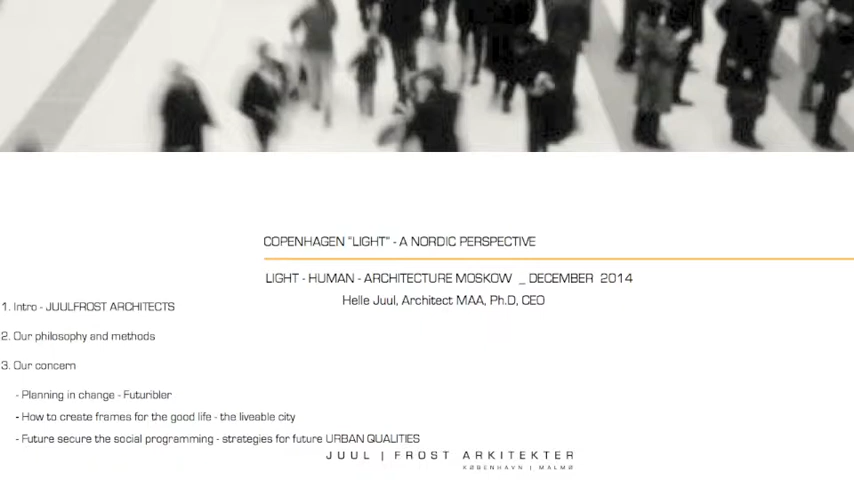 COPENHAGEN "LIGHT" - A NORDIC PERSPECTIVE
LIGHT - HUMAN - ARCHITECTURE MOSKOW _ DECEMBER 2014
Helle Juul, Architect MAA, Ph.D, CEO
1. Intro - JUULFROST ARCHITECTS
2. Our philosophy and methods
3. Our concern
- Planning in change - Futuribler
- How to create frames for the good life - the liveable city
- Future secure the social programming - strategies for future URBAN QUALITIES
JUUL | FROST ARKITEKTER
KØBENHAVN | MALMØ